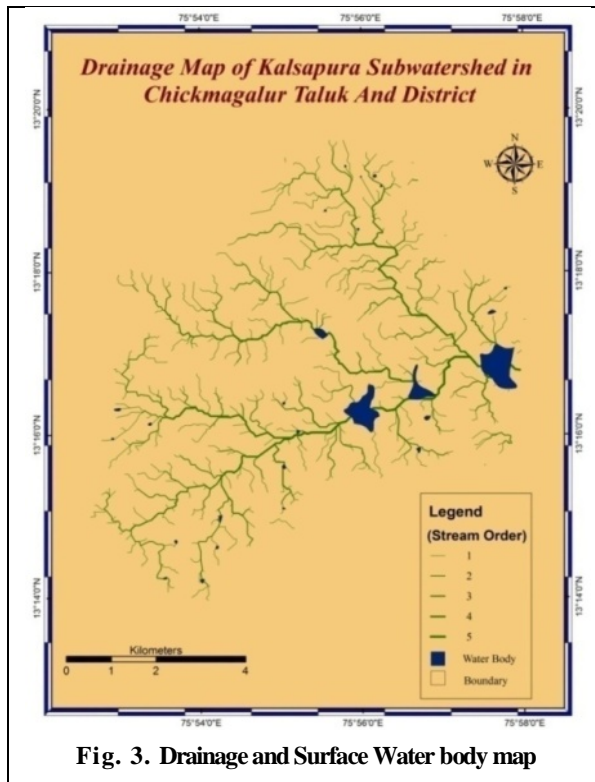 75°54'0"E 75°56'0"E 75°58'0"E
Drainage Map of Kalsapura Subwatershed in
Chickmagalur Taluk And District
N
W E
S
13°20'0"N 13°20'0"N
13°18'0"N 13°18'0"N
13°16'0"N 13°16'0"N
13°14'0"N 13°14'0"N
Legend
(Stream Order)
1
2
3
4
5
Water Body
Boundary
Kilometers
0 1 2 4
75°54'0"E 75°56'0"E 75°58'0"E
Fig. 3. Drainage and Surface Water body map